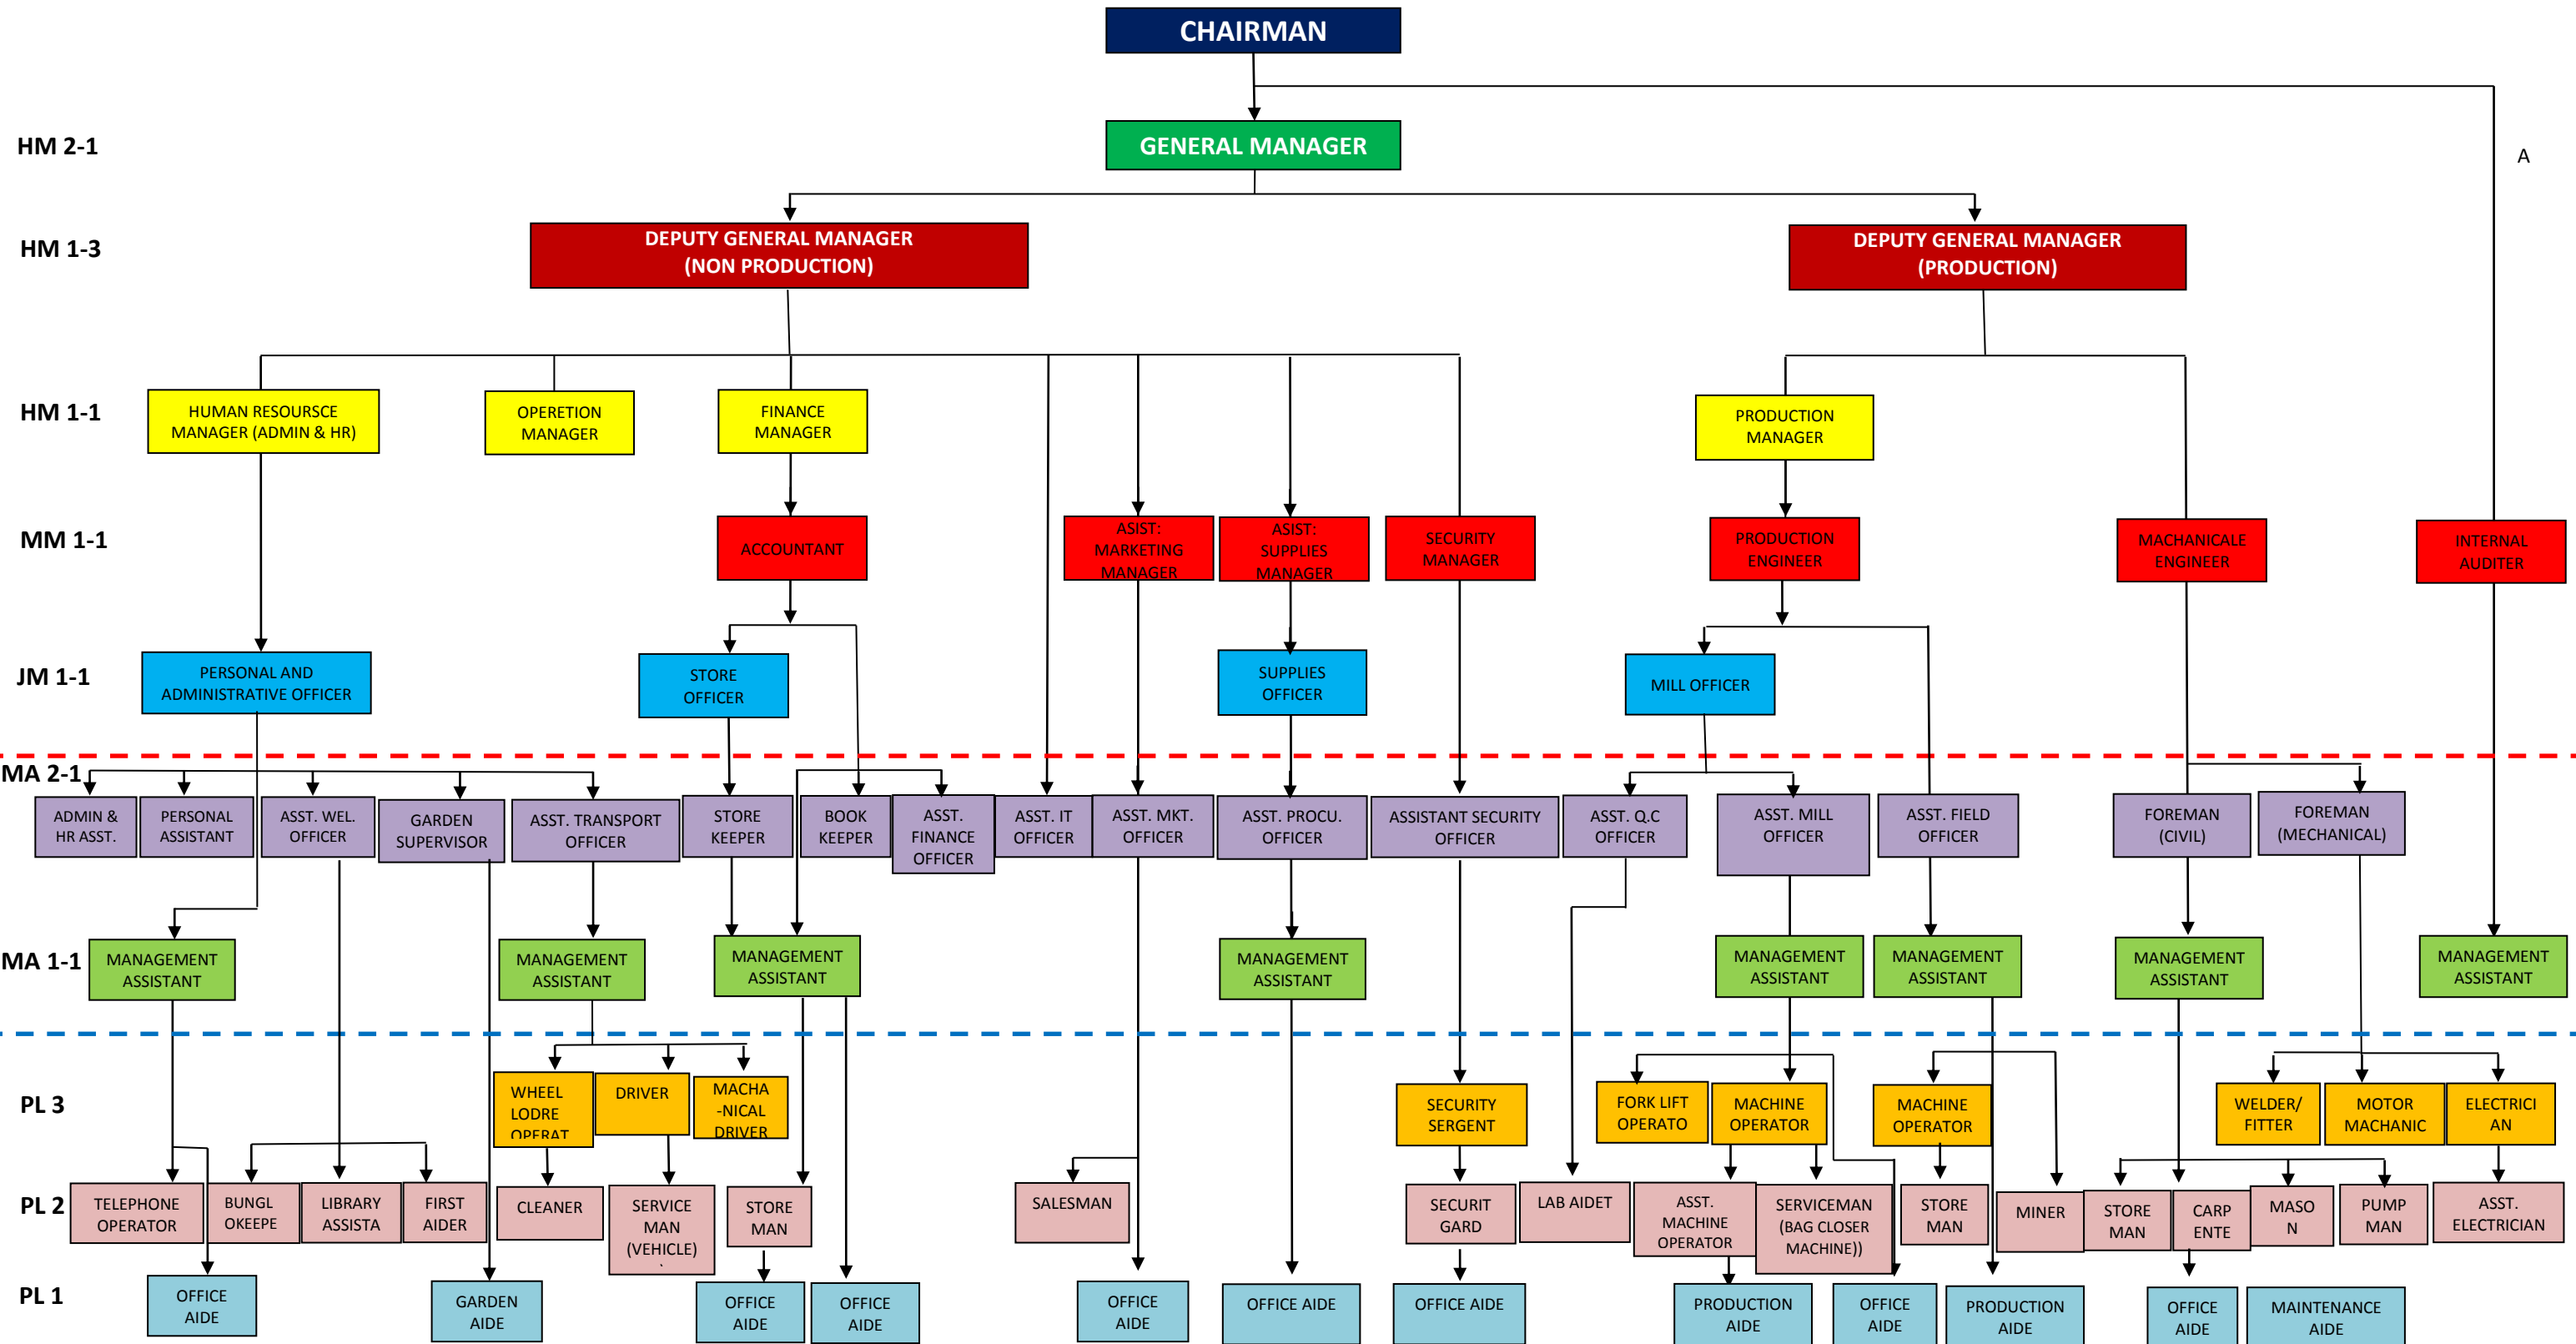 CHAIRMAN
HM 2-1
GENERAL MANAGER
A
HM 1-3
DEPUTY GENERAL MANAGER
(NON PRODUCTION)
DEPUTY GENERAL MANAGER
(PRODUCTION)
HM 1-1
HUMAN RESOURSCE
MANAGER (ADMIN & HR)
OPERETION
MANAGER
FINANCE
MANAGER
PRODUCTION
MANAGER
MM 1-1
ACCOUNTANT
ASIST:
MARKETING
MANAGER
ASIST:
SUPPLIES
MANAGER
SECURITY
MANAGER
PRODUCTION
ENGINEER
MACHANICALE
ENGINEER
INTERNAL
AUDITER
JM 1-1
PERSONAL AND
ADMINISTRATIVE OFFICER
STORE
OFFICER
SUPPLIES
OFFICER
MILL OFFICER
MA 2-1
ADMIN &
HR ASST.
PERSONAL
ASSISTANT
ASST. WEL.
OFFICER
GARDEN
SUPERVISOR
ASST. TRANSPORT
OFFICER
STORE
KEEPER
BOOK
KEEPER
ASST.
FINANCE
OFFICER
ASST. IT
OFFICER
ASST. MKT.
OFFICER
ASST. PROCU.
OFFICER
ASSISTANT SECURITY
OFFICER
ASST. Q.C
OFFICER
ASST. MILL
OFFICER
ASST. FIELD
OFFICER
FOREMAN
(CIVIL)
FOREMAN
(MECHANICAL)
MA 1-1
MANAGEMENT
ASSISTANT
MANAGEMENT
ASSISTANT
MANAGEMENT
ASSISTANT
MANAGEMENT
ASSISTANT
MANAGEMENT
ASSISTANT
MANAGEMENT
ASSISTANT
MANAGEMENT
ASSISTANT
MANAGEMENT
ASSISTANT
PL 3
WHEEL
LODRE
OPERAT
DRIVER
MACHA
-NICAL
DRIVER
SECURITY
SERGENT
FORK LIFT
OPERATO
MACHINE
OPERATOR
MACHINE
OPERATOR
WELDER/
FITTER
MOTOR
MACHANIC
ELECTRICI
AN
PL 2
TELEPHONE
OPERATOR
BUNGL
OKEEPE
LIBRARY
ASSISTA
FIRST
AIDER
CLEANER
SERVICE
MAN
(VEHICLE)
STORE
MAN
SALESMAN
SECURIT
GARD
LAB AIDET
ASST.
MACHINE
OPERATOR
SERVICEMAN
(BAG CLOSER
MACHINE))
STORE
MAN
MINER
STORE
MAN
CARP
ENTE
MASO
N
PUMP
MAN
ASST.
ELECTRICIAN
PL 1
OFFICE
AIDE
GARDEN
AIDE
OFFICE
AIDE
OFFICE
AIDE
OFFICE
AIDE
OFFICE AIDE
OFFICE AIDE
PRODUCTION
AIDE
OFFICE
AIDE
PRODUCTION
AIDE
OFFICE
AIDE
MAINTENANCE
AIDE